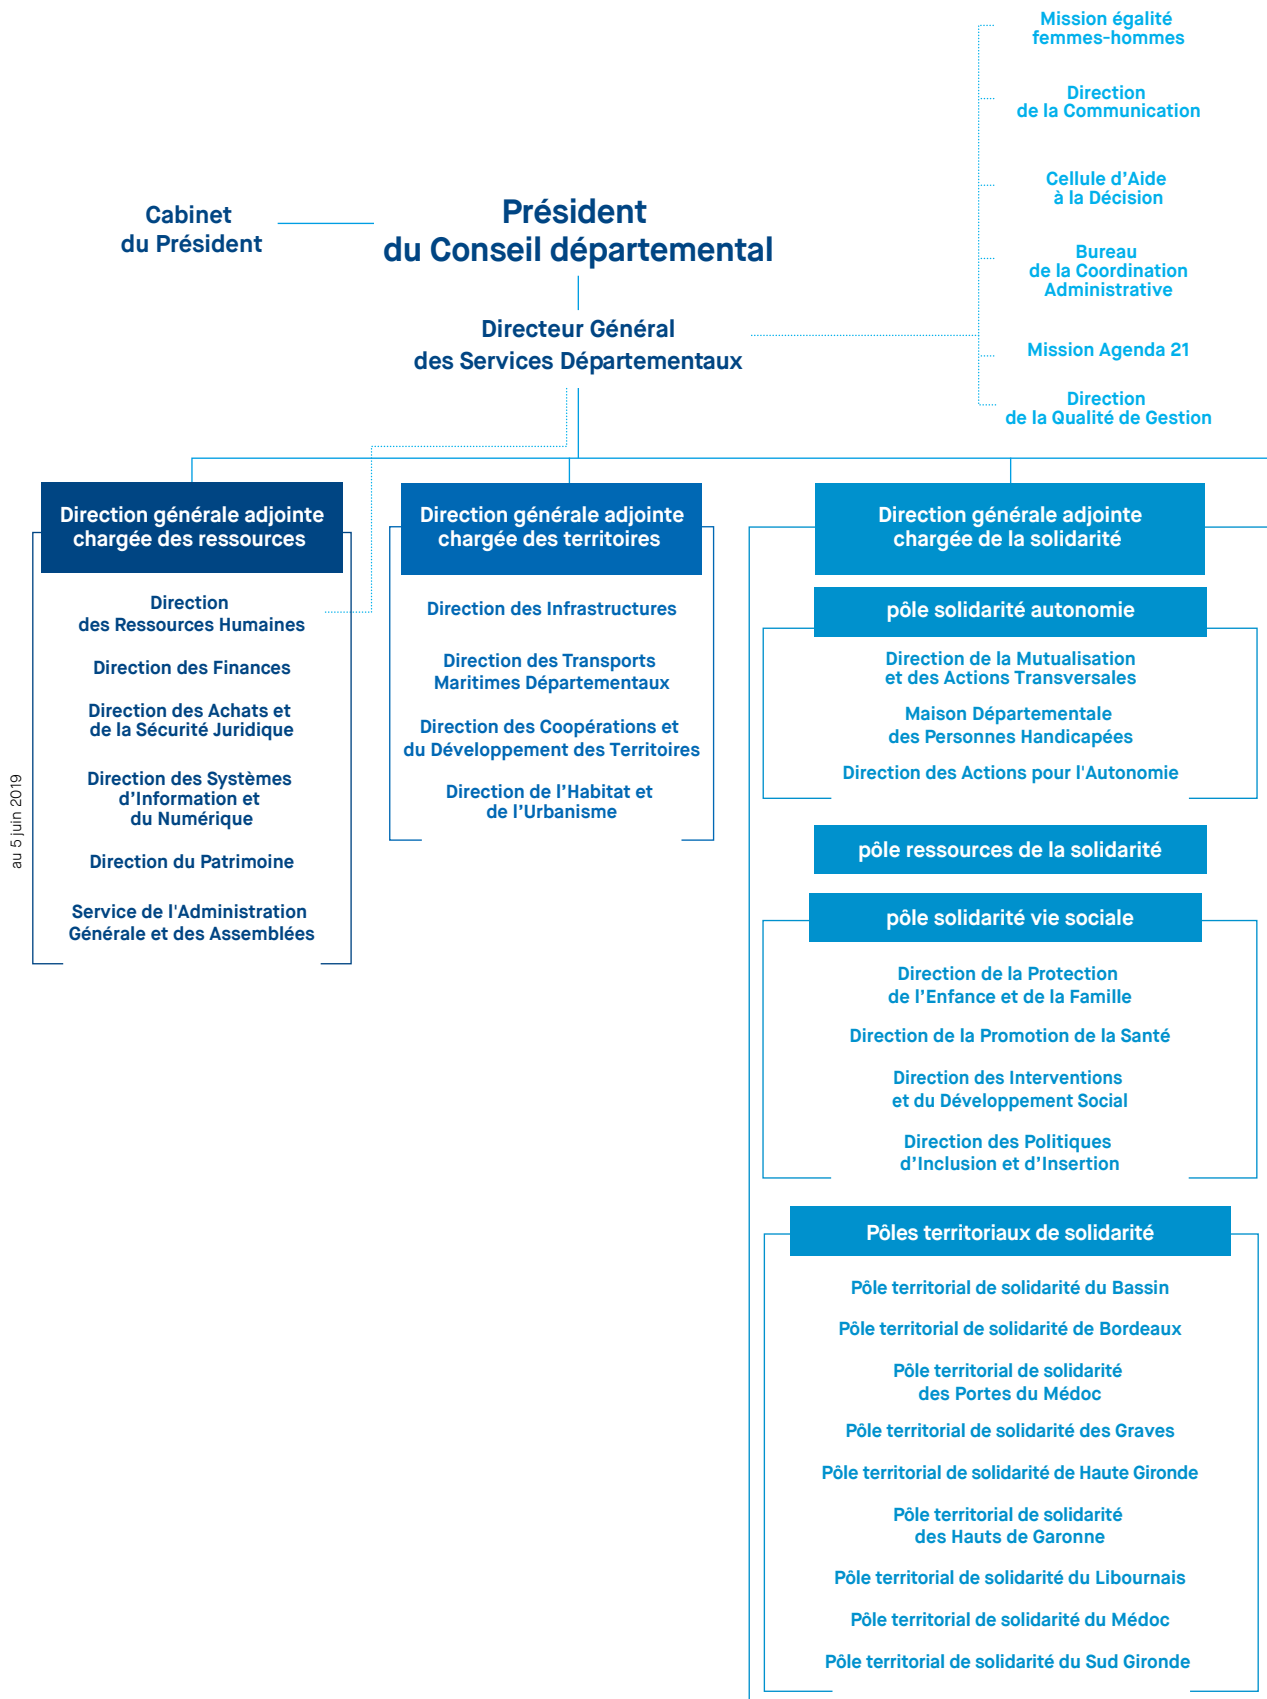 Mission égalité
femmes-hommes
Direction
de la Communication
Cellule d’Aide
à la Décision
Bureau
de la Coordination
Administrative
Mission Agenda 21
Direction
de la Qualité de Gestion
Cabinet
du Président
Président
du Conseil départemental
Directeur Général
des Services Départementaux
Direction générale adjointe
chargée des ressources
Direction
des Ressources Humaines
Direction des Finances
Direction des Achats et
de la Sécurité Juridique
Direction des Systèmes
d’Information et
du Numérique
Direction du Patrimoine
Service de l'Administration
Générale et des Assemblées
au 5 juin 2019
Direction générale adjointe
chargée des territoires
Direction des Infrastructures
Direction des Transports
Maritimes Départementaux
Direction des Coopérations et
du Développement des Territoires
Direction de l’Habitat et
de l’Urbanisme
Direction générale adjointe
chargée de la solidarité
pôle solidarité autonomie
Direction de la Mutualisation
et des Actions Transversales
Maison Départementale
des Personnes Handicapées
Direction des Actions pour l'Autonomie
pôle ressources de la solidarité
pôle solidarité vie sociale
Direction de la Protection
de l’Enfance et de la Famille
Direction de la Promotion de la Santé
Direction des Interventions
et du Développement Social
Direction des Politiques
d’Inclusion et d’Insertion
Pôles territoriaux de solidarité
Pôle territorial de solidarité du Bassin
Pôle territorial de solidarité de Bordeaux
Pôle territorial de solidarité
des Portes du Médoc
Pôle territorial de solidarité des Graves
Pôle territorial de solidarité de Haute Gironde
Pôle territorial de solidarité
des Hauts de Garonne
Pôle territorial de solidarité du Libournais
Pôle territorial de solidarité du Médoc
Pôle territorial de solidarité du Sud Gironde